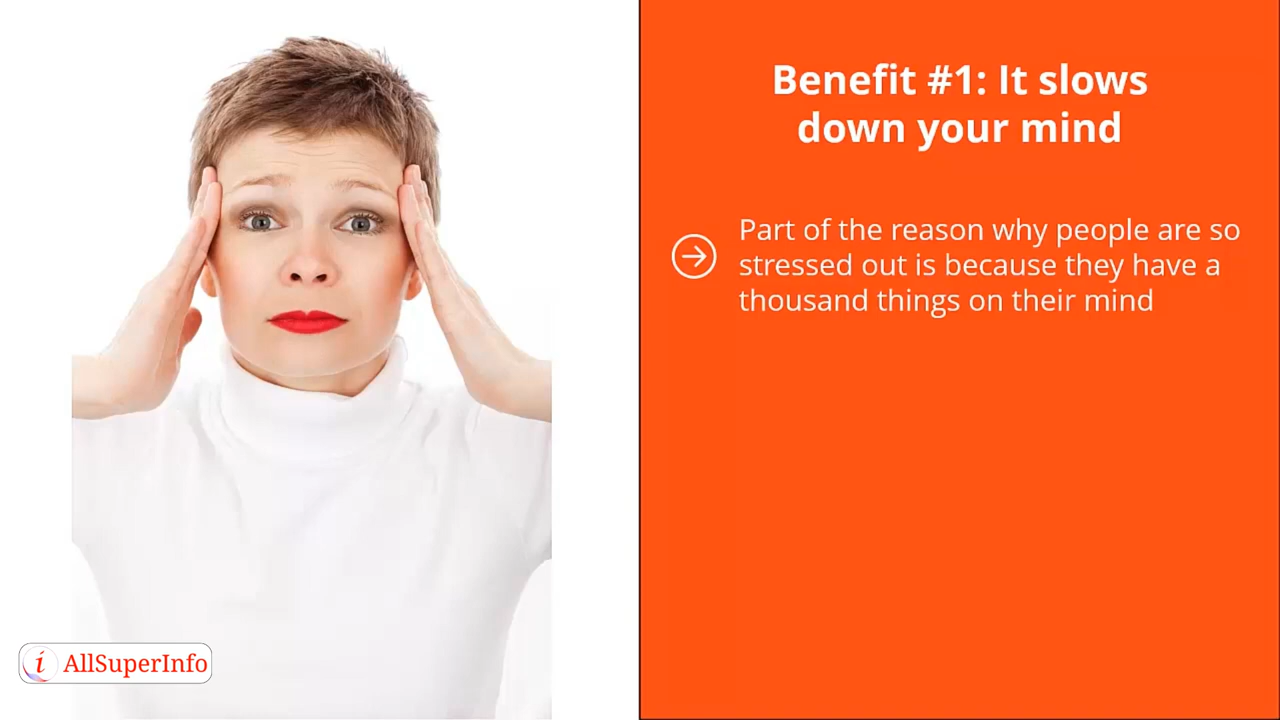 Benefit #1: It slows
down your mind
Part of the reason why people are so
stressed out is because they have a
thousand things on their mind
i AllSuperInfo